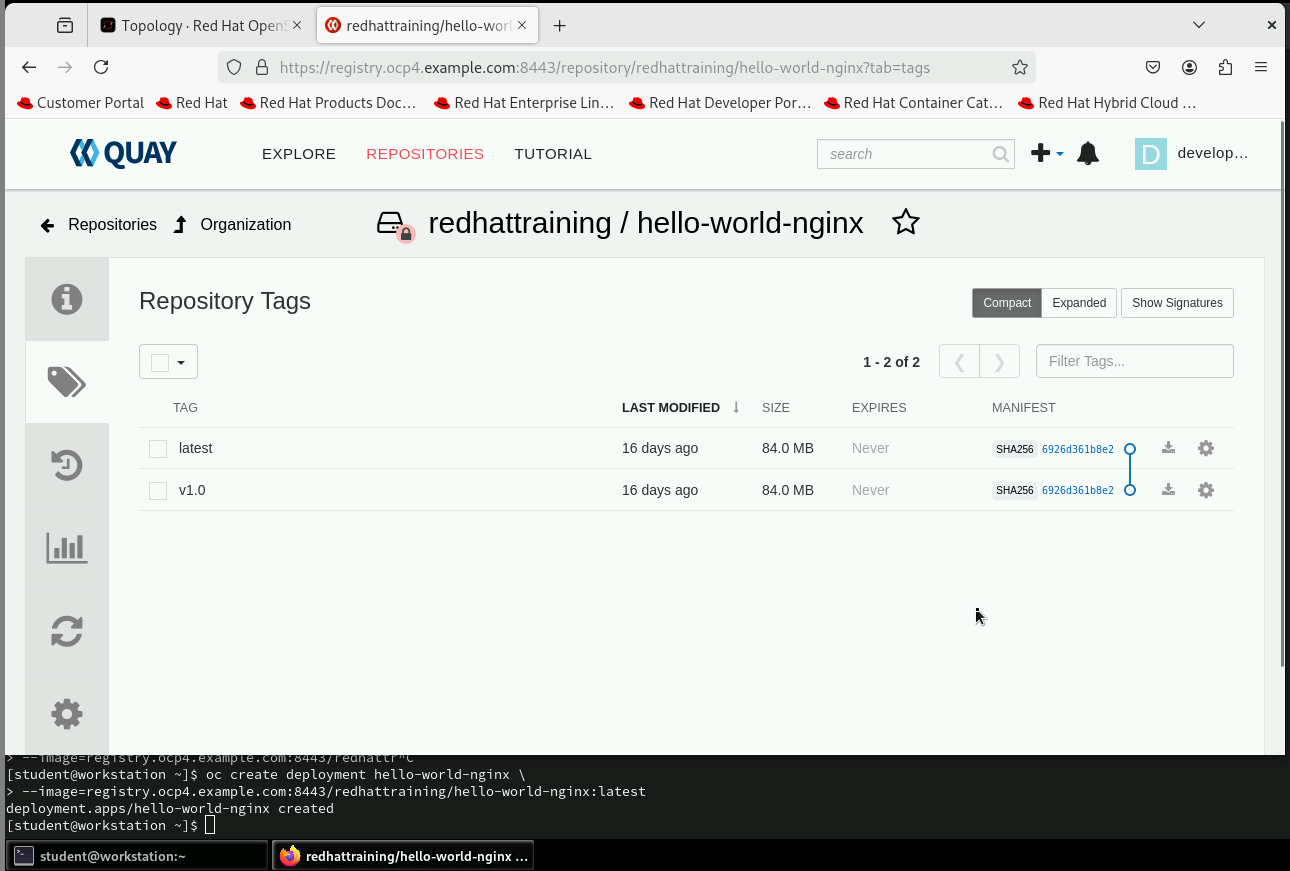 Topology · Red Hat OpenS
redhattraining/hello-worl
https://registry.ocp4.example.com:8443/repository/redhattraining/hello-world-nginx?tab=tags
Customer Portal Red Hat Red Hat Products Doc… Red Hat Enterprise Lin… Red Hat Developer Por… Red Hat Container Cat… Red Hat Hybrid Cloud …
QUAY EXPLORE REPOSITORIES TUTORIAL search D develop...
Repositories Organization redhattraining / hello-world-nginx
Repository Tags Compact Expanded Show Signatures
1 - 2 of 2 Filter Tags...
TAG LAST MODIFIED SIZE EXPIRES MANIFEST
latest 16 days ago 84.0 MB Never SHA256 6926d361b8e2
v1.0 16 days ago 84.0 MB Never SHA256 6926d361b8e2
> --image=registry.ocp4.example.com:8443/redhattr^C
[student@workstation ~]$ oc create deployment hello-world-nginx \
> --image=registry.ocp4.example.com:8443/redhattraining/hello-world-nginx:latest
deployment.apps/hello-world-nginx created
[student@workstation ~]$
student@workstation:~ redhattraining/hello-world-nginx ...